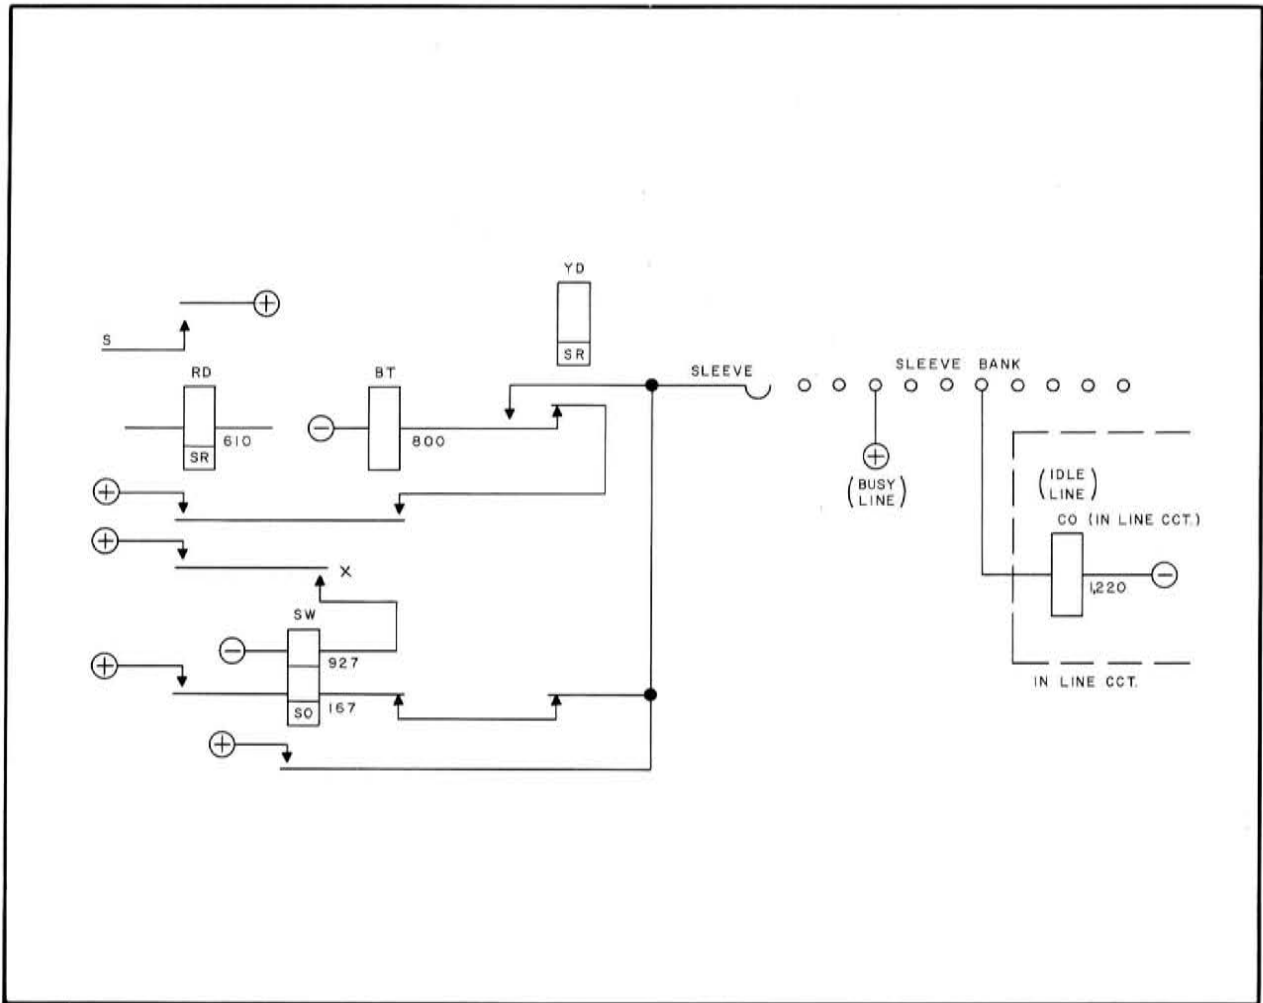 YD
+
S
SR
RD
BT
SLEEVE
SLEEVE BANK
610
−
800
SR
+
(BUSY
LINE)
(IDLE
LINE)
CO (IN LINE CCT.)
+
+
X
−
1,220
SW
−
927
+
SO
167
IN LINE CCT.
+